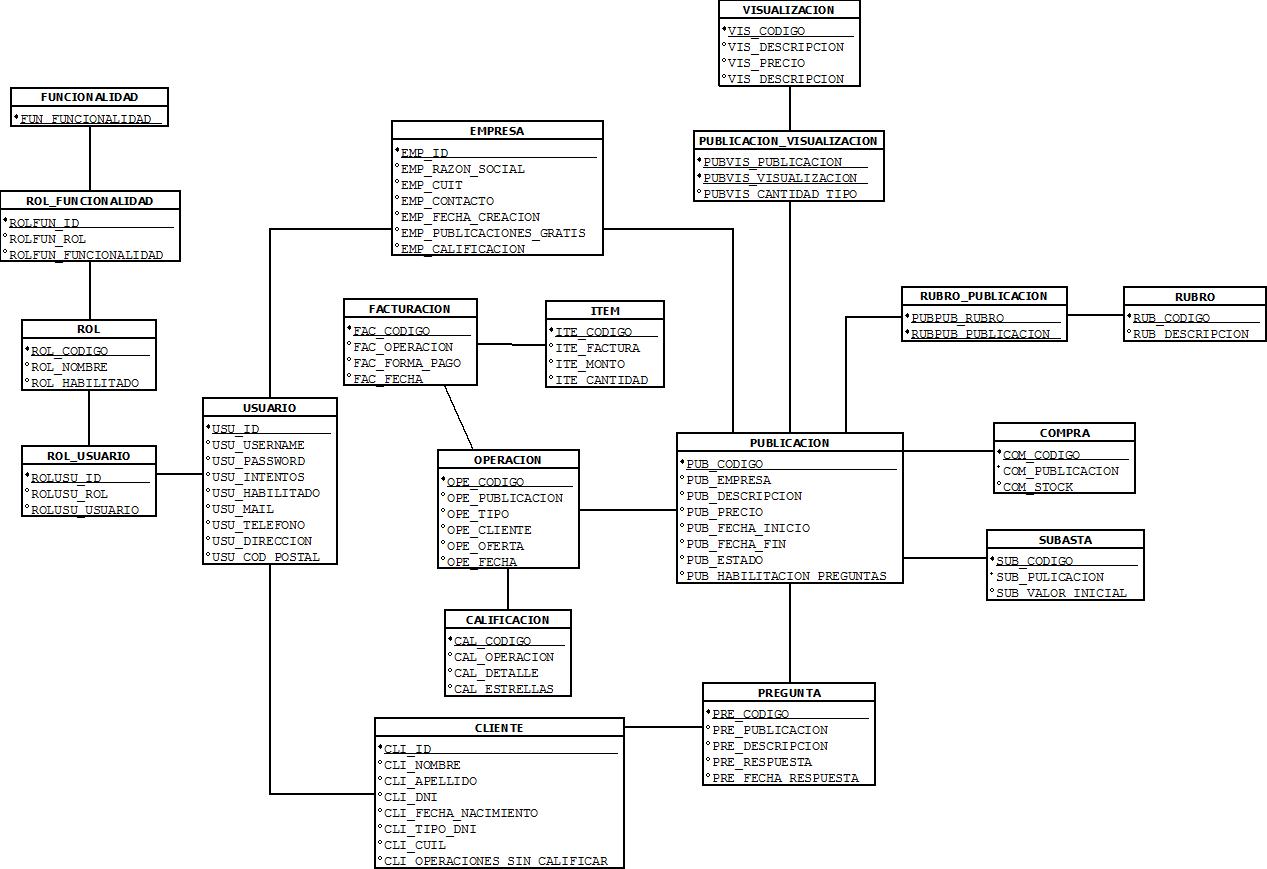 VISUALIZACION
VIS_CODIGO
VIS_DESCRIPCION
VIS_PRECIO
VIS_DESCRIPCION
FUNCIONALIDAD
FUN_FUNCIONALIDAD
EMPRESA
EMP_ID
EMP_RAZON_SOCIAL
EMP_CUIT
EMP_CONTACTO
EMP_FECHA_CREACION
EMP_PUBLICACIONES_GRATIS
EMP_CALIFICACION
PUBLICACION_VISUALIZACION
PUBVIS_PUBLICACION
PUBVIS_VISUALIZACION
PUBVIS_CANTIDAD_TIPO
ROL_FUNCIONALIDAD
ROLFUN_ID
ROLFUN_ROL
ROLFUN_FUNCIONALIDAD
FACTURACION
FAC_CODIGO
FAC_OPERACION
FAC_FORMA_PAGO
FAC_FECHA
ITEM
ITE_CODIGO
ITE_FACTURA
ITE_MONTO
ITE_CANTIDAD
RUBRO_PUBLICACION
PUBPUB_RUBRO
RUBPUB_PUBLICACION
RUBRO
RUB_CODIGO
RUB_DESCRIPCION
ROL
ROL_CODIGO
ROL_NOMBRE
ROL_HABILITADO
USUARIO
USU_ID
USU_USERNAME
USU_PASSWORD
USU_INTENTOS
USU_HABILITADO
USU_MAIL
USU_TELEFONO
USU_DIRECCION
USU_COD_POSTAL
ROL_USUARIO
ROLUSU_ID
ROLUSU_ROL
ROLUSU_USUARIO
OPERACION
OPE_CODIGO
OPE_PUBLICACION
OPE_TIPO
OPE_CLIENTE
OPE_OFERTA
OPE_FECHA
PUBLICACION
PUB_CODIGO
PUB_EMPRESA
PUB_DESCRIPCION
PUB_PRECIO
PUB_FECHA_INICIO
PUB_FECHA_FIN
PUB_ESTADO
PUB_HABILITACION_PREGUNTAS
COMPRA
COM_CODIGO
COM_PUBLICACION
COM_STOCK
SUBASTA
SUB_CODIGO
SUB_PULICACION
SUB_VALOR_INICIAL
CALIFICACION
CAL_CODIGO
CAL_OPERACION
CAL_DETALLE
CAL_ESTRELLAS
PREGUNTA
PRE_CODIGO
PRE_PUBLICACION
PRE_DESCRIPCION
PRE_RESPUESTA
PRE_FECHA_RESPUESTA
CLIENTE
CLI_ID
CLI_NOMBRE
CLI_APELLIDO
CLI_DNI
CLI_FECHA_NACIMIENTO
CLI_TIPO_DNI
CLI_CUIL
CLI_OPERACIONES_SIN_CALIFICAR